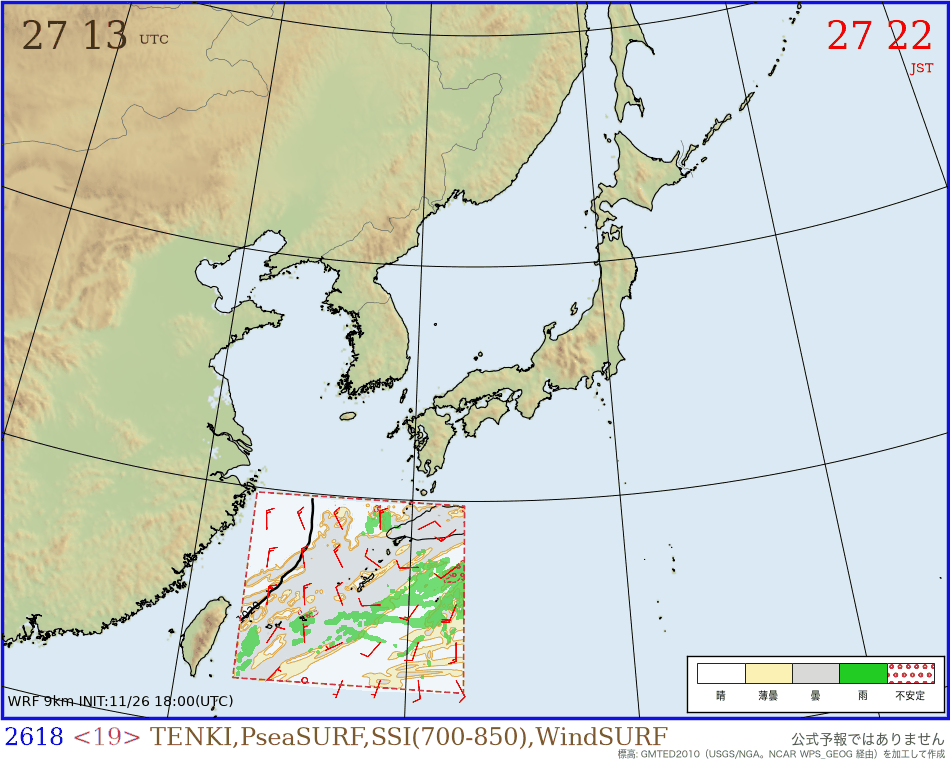 27 13 UTC
27 22
JST
1020
晴 薄曇 曇 雨 不安定
WRF 9km INIT:11/26 18:00(UTC)
2618 <19> TENKI,PseaSURF,SSI(700-850),WindSURF
公式予報ではありません
標高: GMTED2010（USGS/NGA。NCAR WPS_GEOG 経由）を加工して作成